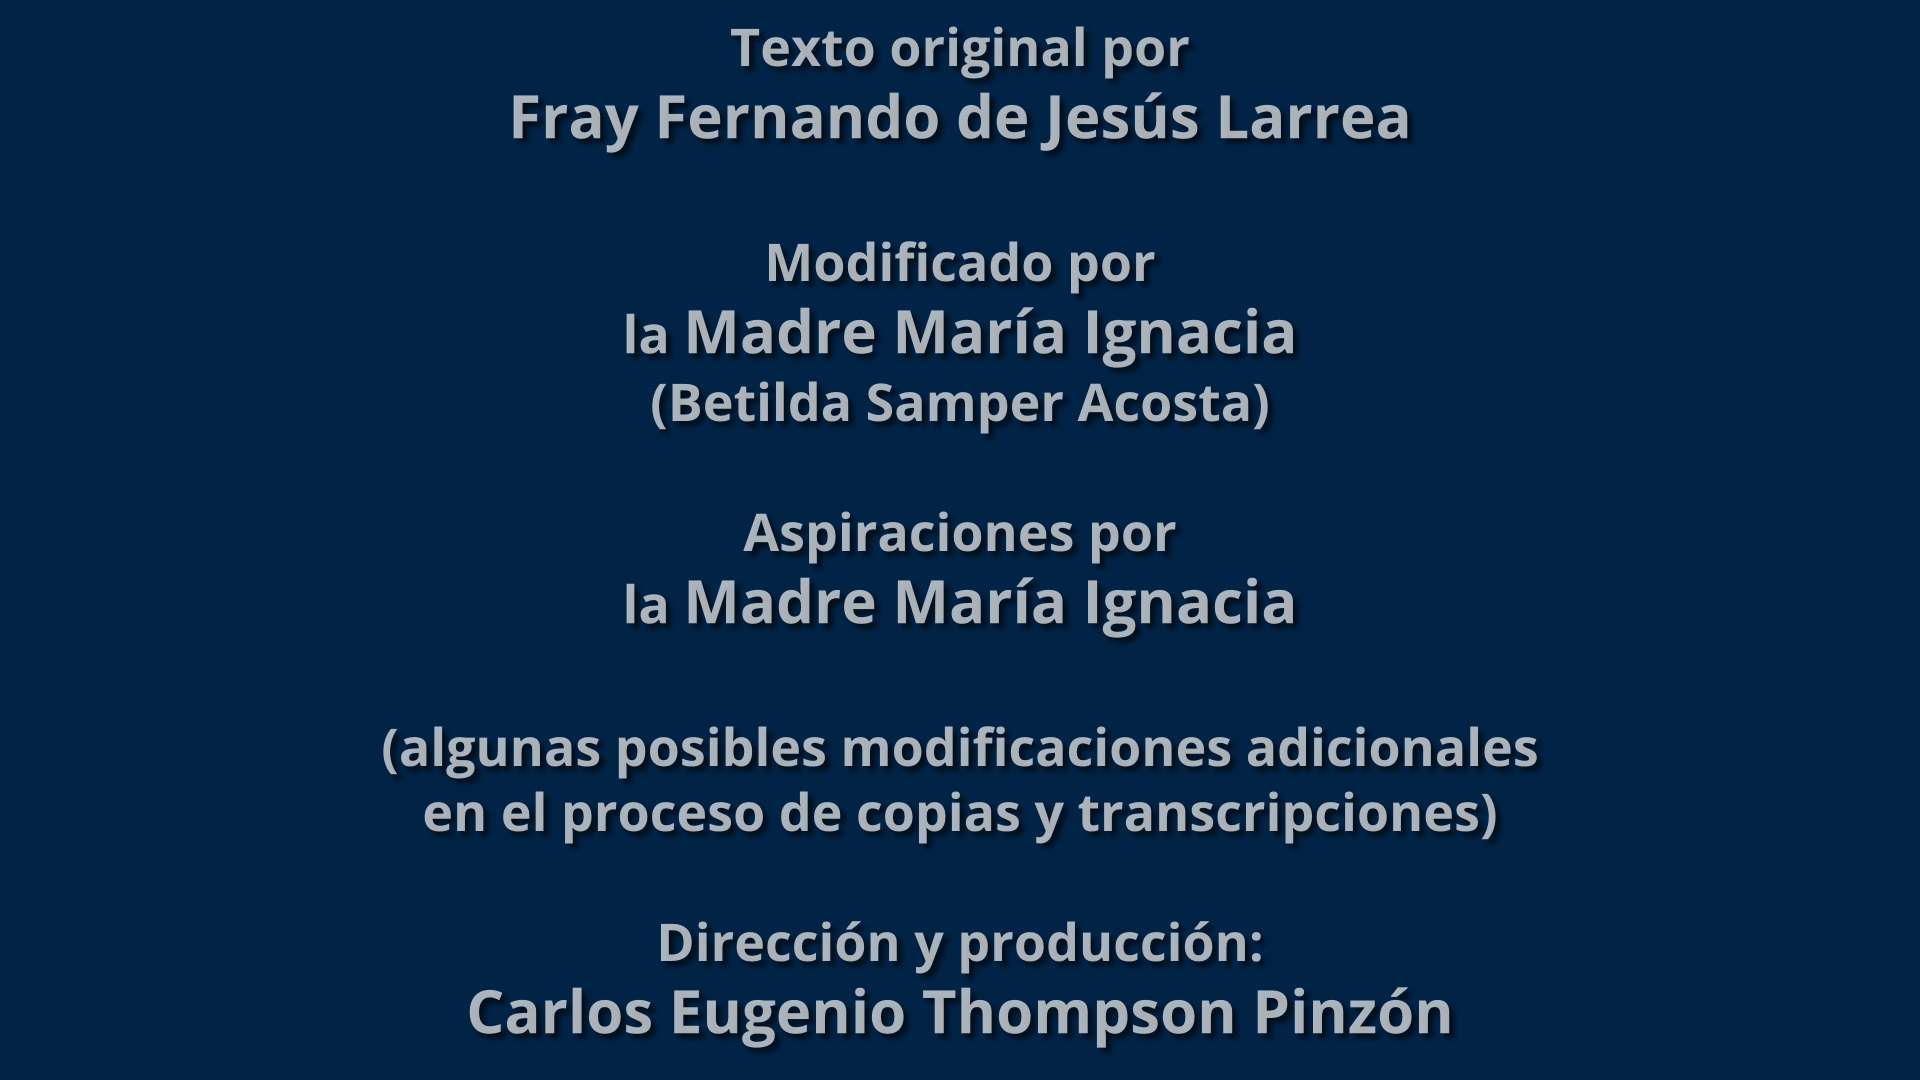 Texto original por
Fray Fernando de Jesús Larrea
Modificado por
la Madre María Ignacia
(Betilda Samper Acosta)
Aspiraciones por
la Madre María Ignacia
(algunas posibles modificaciones adicionales
en el proceso de copias y transcripciones)
Dirección y producción:
Carlos Eugenio Thompson Pinzón